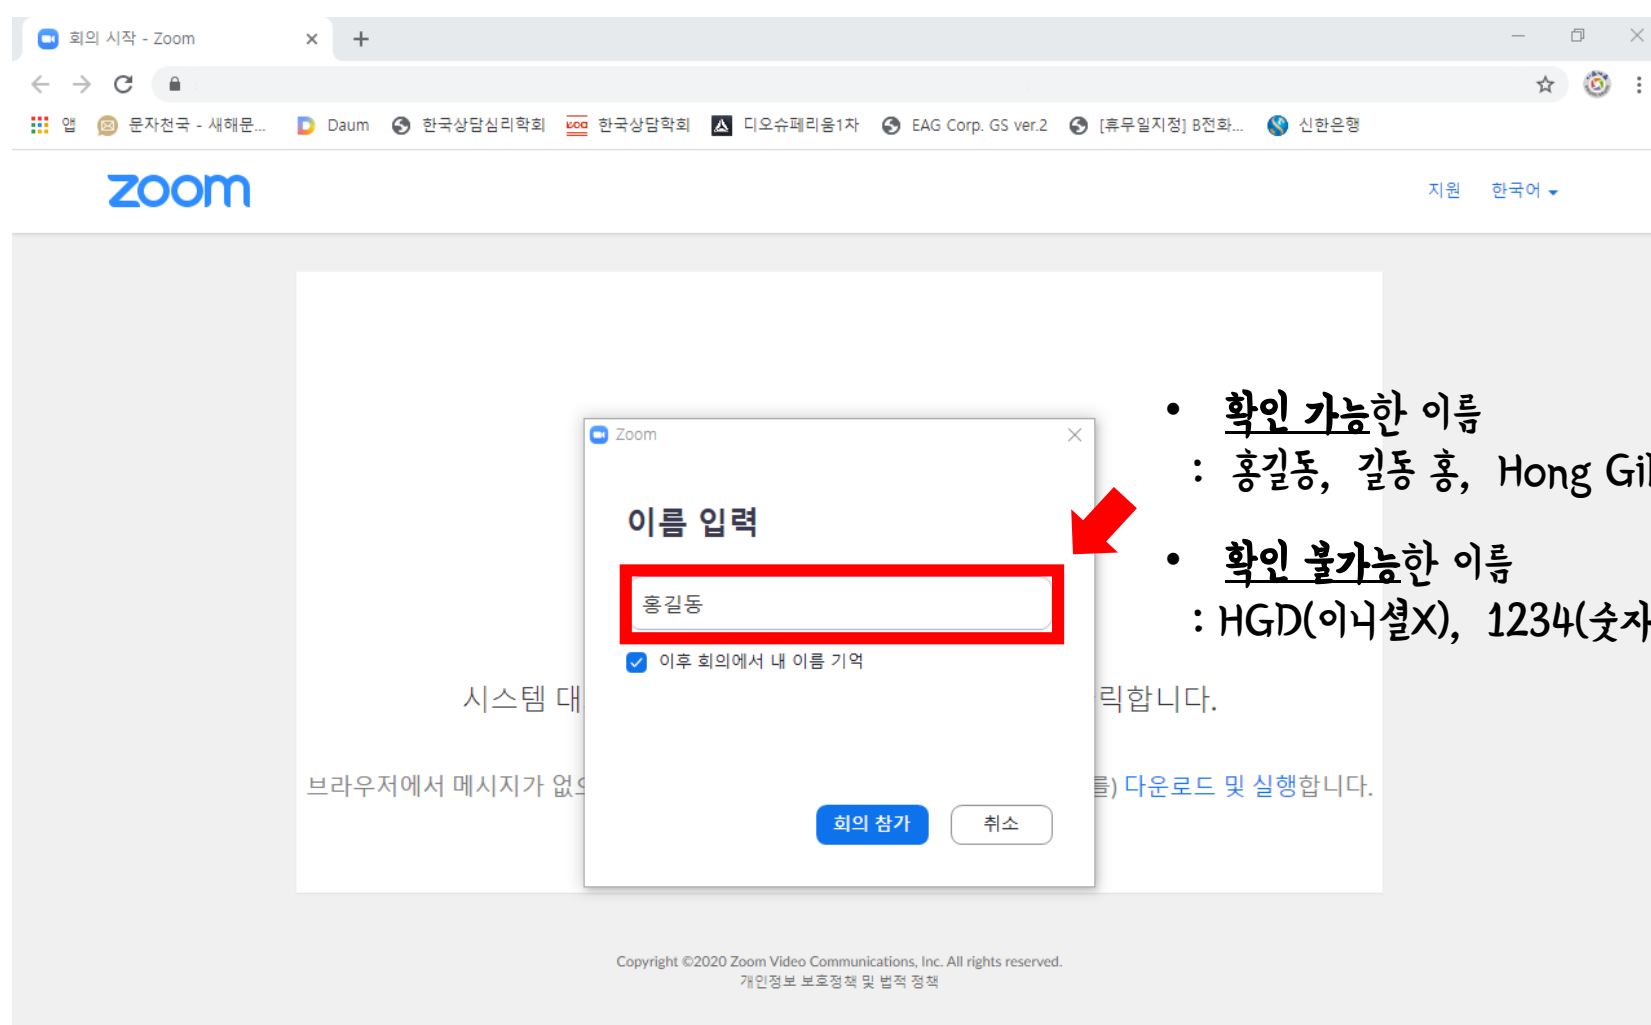 회의 시작 - Zoom
앱 문자천국 - 새해문... Daum 한국상담심리학회 KCA 한국상담학회 디오슈페리움1차 EAG Corp. GS ver.2 [휴무일지정] B전화... 신한은행
zoom 지원 한국어
• 확인 가능한 이름
: 홍길동, 길동 홍, Hong Gil
• 확인 불가능한 이름
: HGD(이니셜X), 1234(숫자
Zoom
이름 입력
홍길동
이후 회의에서 내 이름 기억
시스템 대 릭합니다.
브라우저에서 메시지가 없으 를) 다운로드 및 실행합니다.
회의 참가 취소
Copyright ©2020 Zoom Video Communications, Inc. All rights reserved.
개인정보 보호정책 및 법적 정책